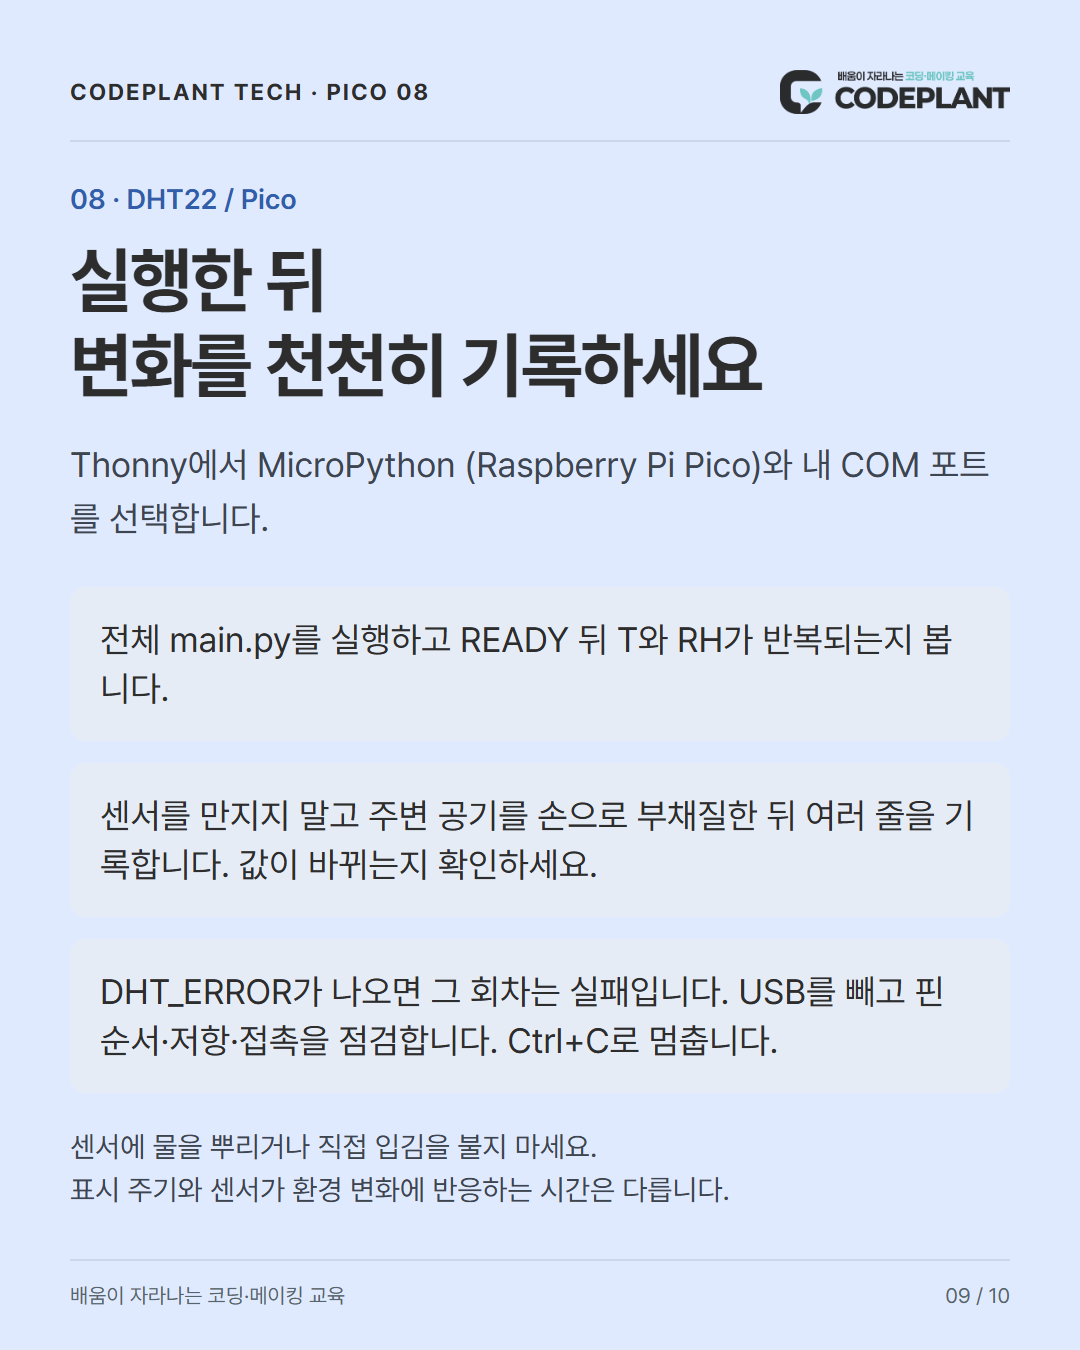 CODEPLANT TECH · PICO 08
배움이 자라나는 코딩·메이킹 교육
CODEPLANT
08 · DHT22 / Pico
실행한 뒤
변화를 천천히 기록하세요
Thonny에서 MicroPython (Raspberry Pi Pico)와 내 COM 포트
를 선택합니다.
전체 main.py를 실행하고 READY 뒤 T와 RH가 반복되는지 봅
니다.
센서를 만지지 말고 주변 공기를 손으로 부채질한 뒤 여러 줄을 기
록합니다. 값이 바뀌는지 확인하세요.
DHT_ERROR가 나오면 그 회차는 실패입니다. USB를 빼고 핀
순서·저항·접촉을 점검합니다. Ctrl+C로 멈춥니다.
센서에 물을 뿌리거나 직접 입김을 불지 마세요.
표시 주기와 센서가 환경 변화에 반응하는 시간은 다릅니다.
배움이 자라나는 코딩·메이킹 교육
09 / 10